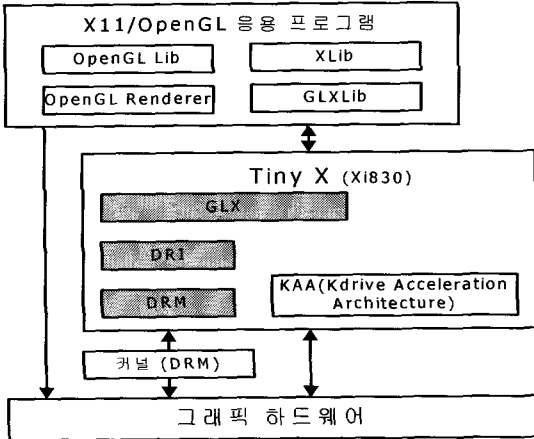 X11/OpenGL 응용 프로그램
OpenGL Lib
XLib
OpenGL Renderer
GLXLib
Tiny X (Xi830)
GLX
DRI
DRM
KAA(Kdrive Acceleration
Architecture)
커널 (DRM)
그래픽 하드웨어